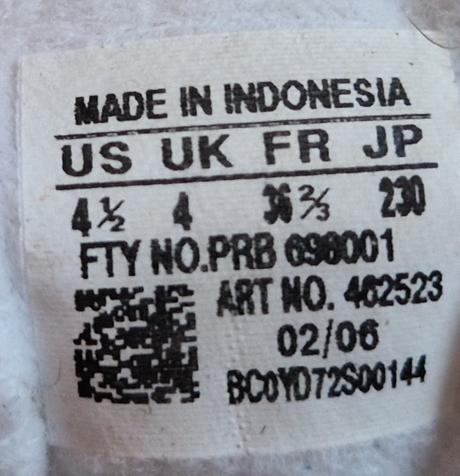 MADE IN INDONESIA
US UK FR JP
4½ 4 36⅔ 230
FTY NO.PRB 698001
ART NO. 462523
02/06
BC0YD72S00144